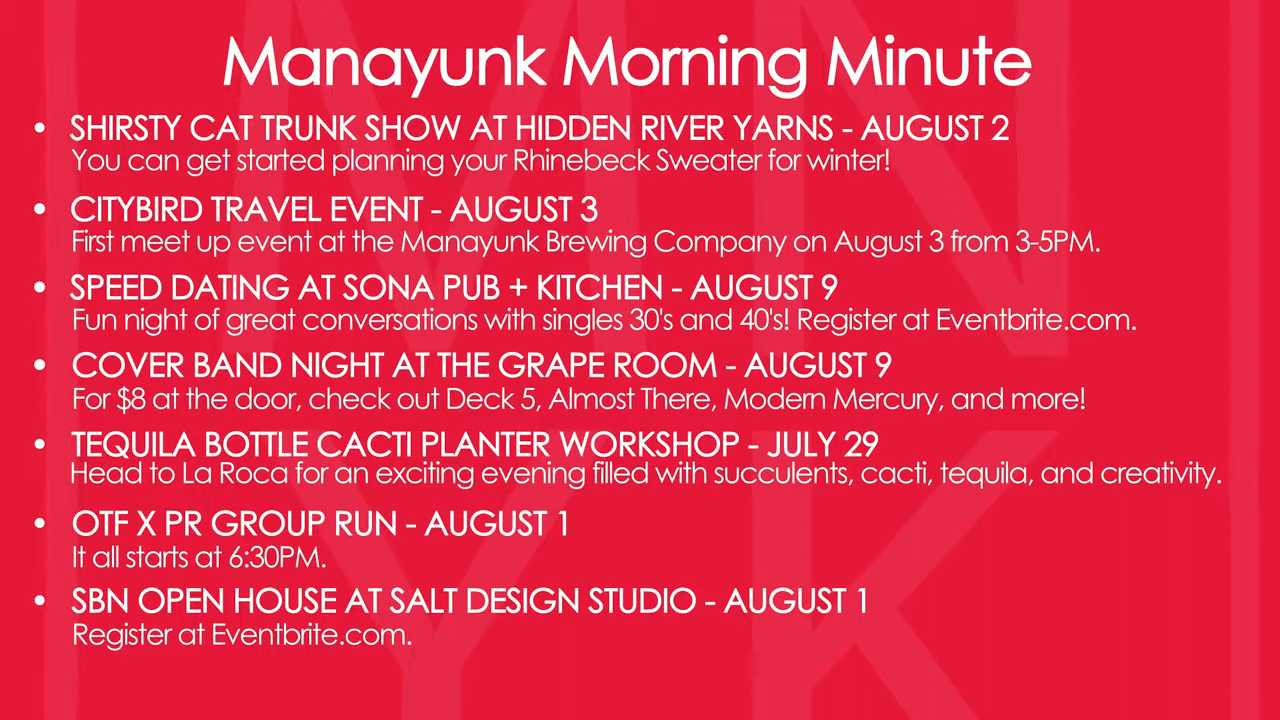 Manayunk Morning Minute
• SHIRSTY CAT TRUNK SHOW AT HIDDEN RIVER YARNS - AUGUST 2
You can get started planning your Rhinebeck Sweater for winter!
• CITYBIRD TRAVEL EVENT - AUGUST 3
First meet up event at the Manayunk Brewing Company on August 3 from 3-5PM.
• SPEED DATING AT SONA PUB + KITCHEN - AUGUST 9
Fun night of great conversations with singles 30's and 40's! Register at Eventbrite.com.
• COVER BAND NIGHT AT THE GRAPE ROOM - AUGUST 9
For $8 at the door, check out Deck 5, Almost There, Modern Mercury, and more!
• TEQUILA BOTTLE CACTI PLANTER WORKSHOP - JULY 29
Head to La Roca for an exciting evening filled with succulents, cacti, tequila, and creativity.
• OTF X PR GROUP RUN - AUGUST 1
It all starts at 6:30PM.
• SBN OPEN HOUSE AT SALT DESIGN STUDIO - AUGUST 1
Register at Eventbrite.com.
MN
YK